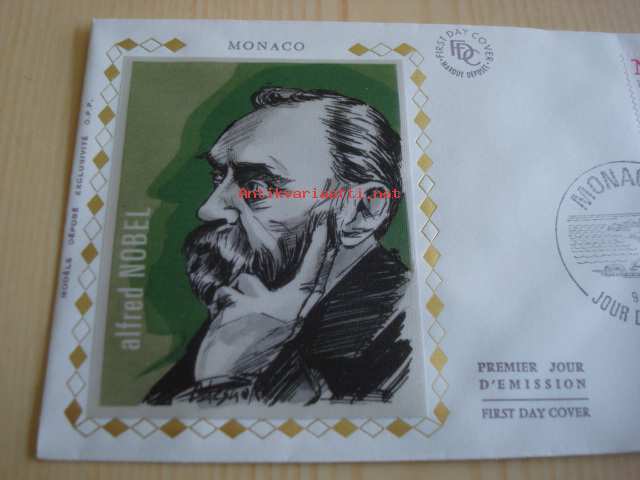 MONACO
FIRST DAY COVER
FDC
MARQUE DÉPOSÉE
MODÈLE DÉPOSÉ EXCLUSIVITÉ O.P.P.
alfred NOBEL
Antikvariaatti.net
MONAC
9
JOUR D
PREMIER JOUR
D'EMISSION
FIRST DAY COVER